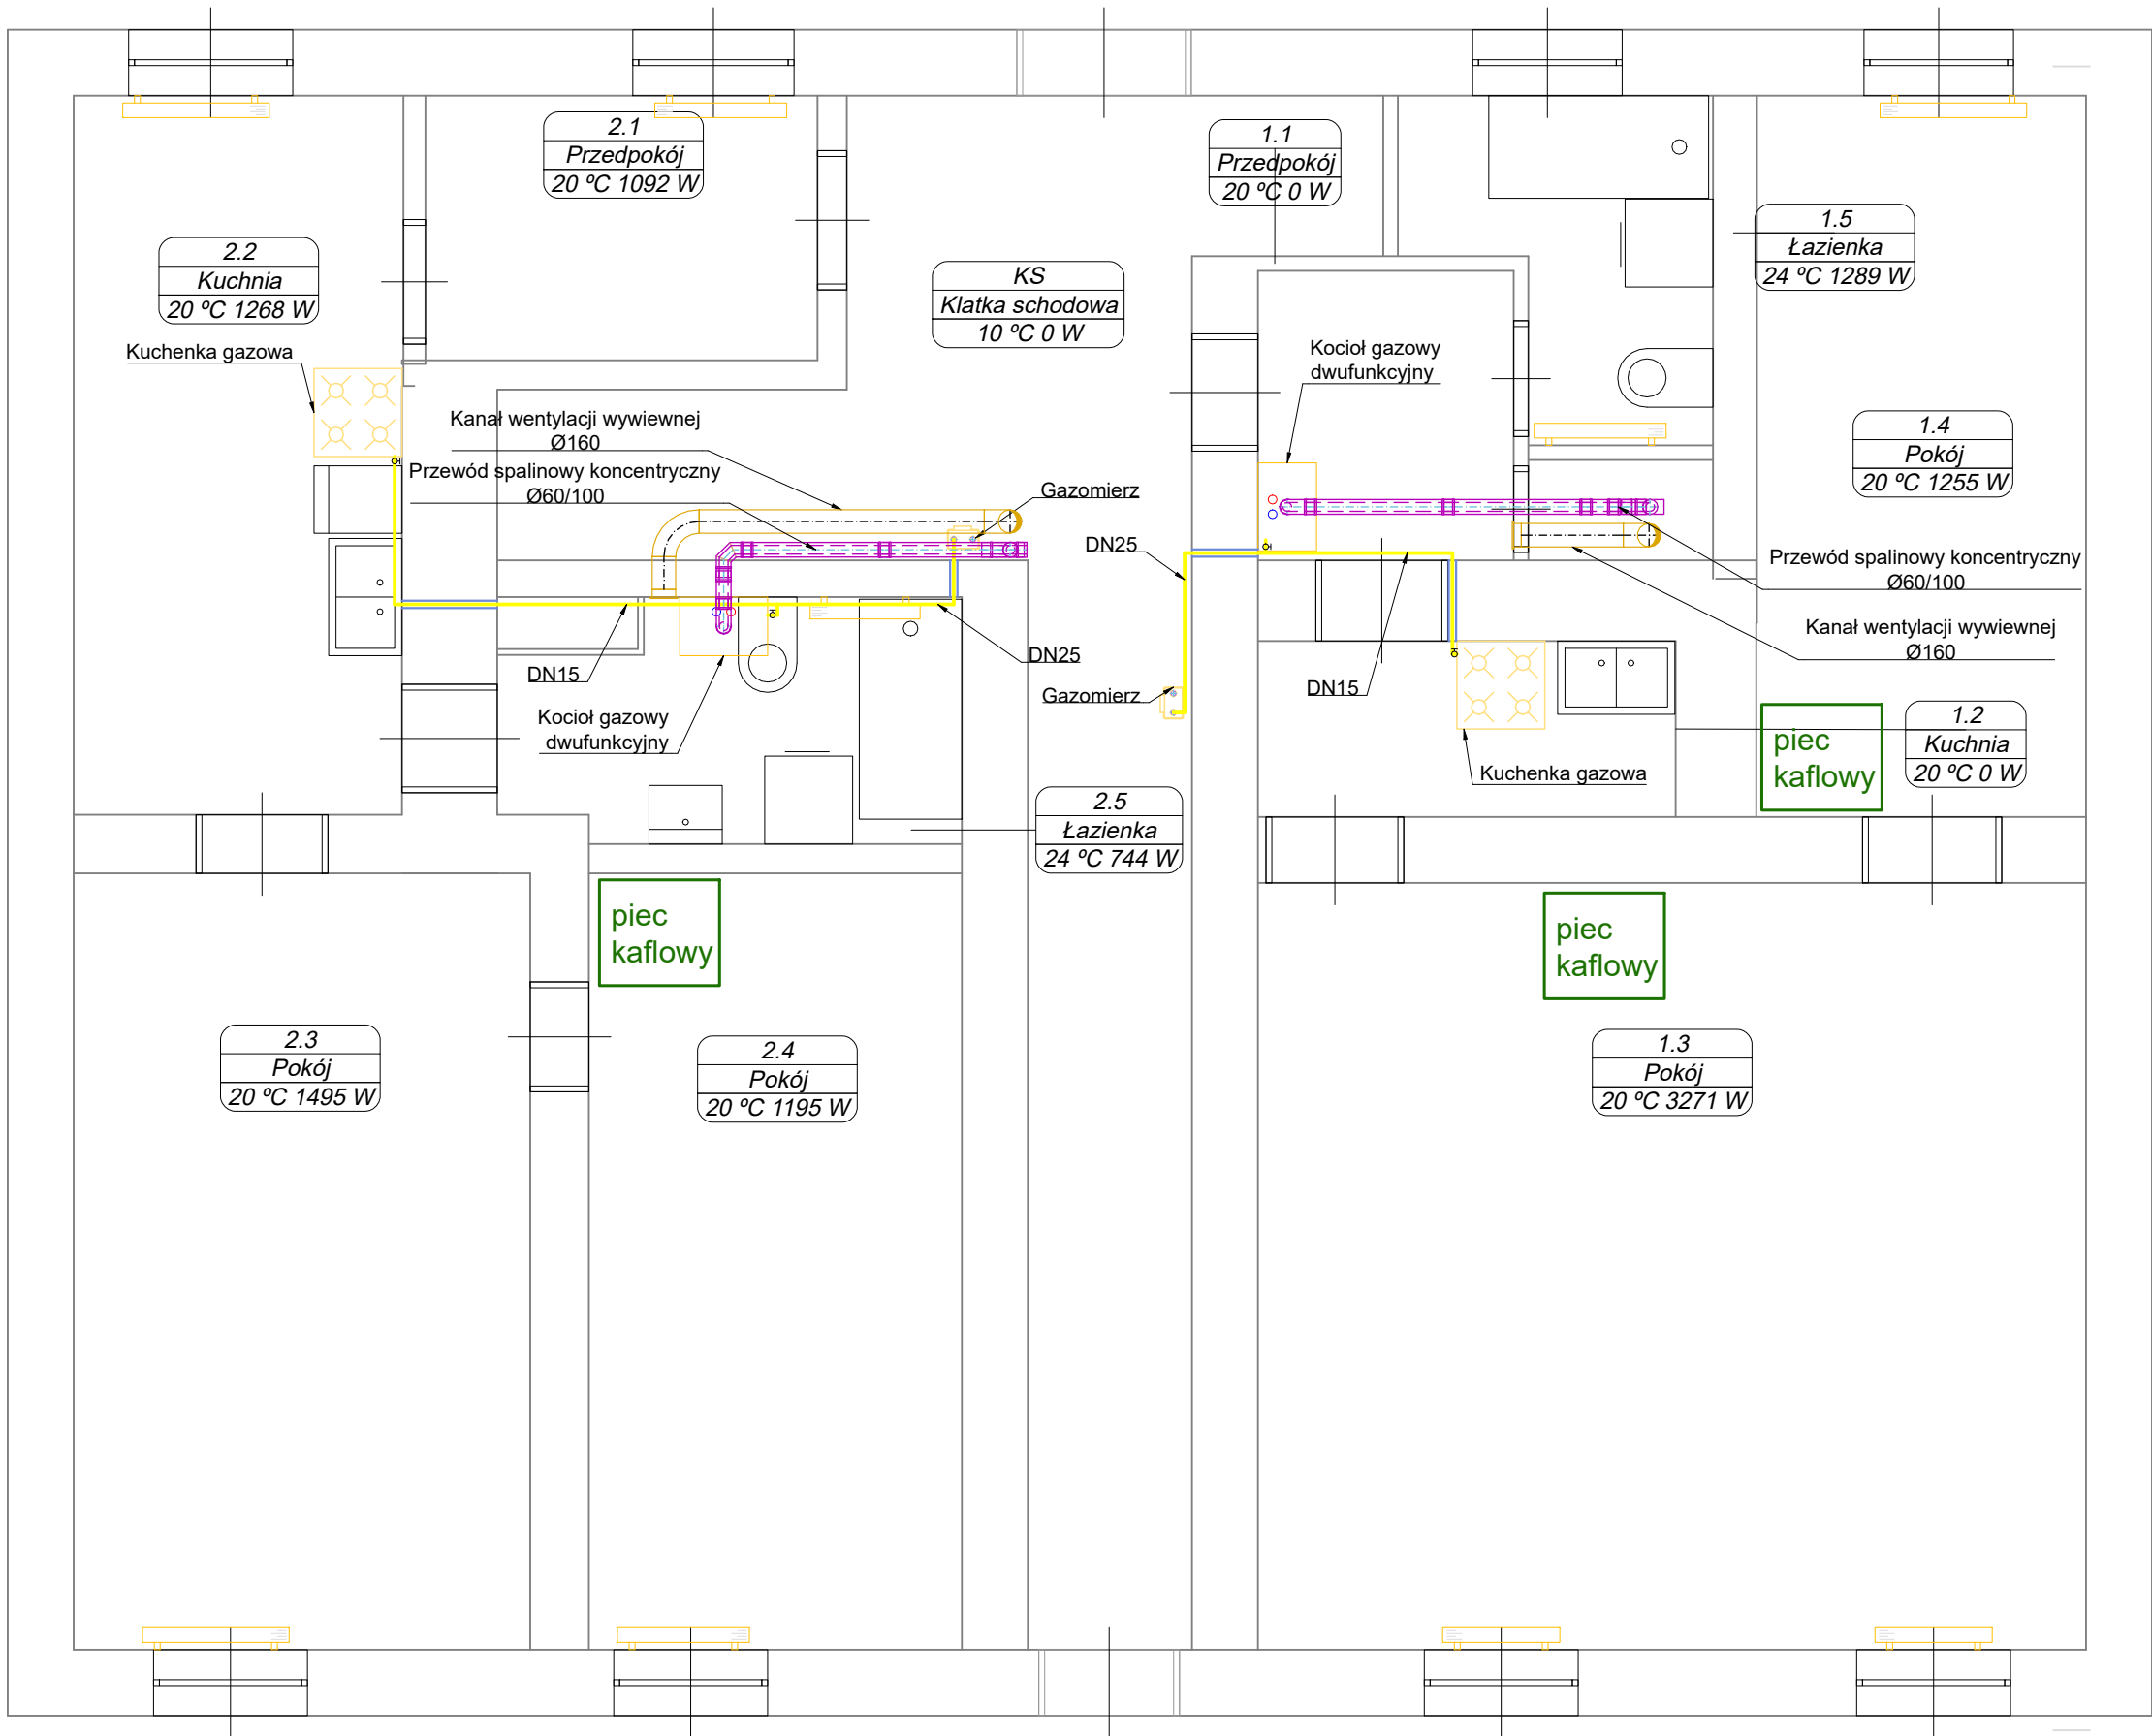 2.1
Przedpokój
20 ºC 1092 W
1.1
Przedpokój
20 ºC 0 W
1.5
Łazienka
24 ºC 1289 W
2.2
Kuchnia
20 ºC 1268 W
KS
Klatka schodowa
10 ºC 0 W
Kuchenka gazowa
Kocioł gazowy
dwufunkcyjny
Kanał wentylacji wywiewnej
Ø160
Przewód spalinowy koncentryczny
Ø60/100
Gazomierz
1.4
Pokój
20 ºC 1255 W
DN25
Przewód spalinowy koncentryczny
Ø60/100
Kanał wentylacji wywiewnej
Ø160
DN15
DN25
Gazomierz
DN15
Kocioł gazowy
dwufunkcyjny
Kuchenka gazowa
piec
kaflowy
1.2
Kuchnia
20 ºC 0 W
2.5
Łazienka
24 ºC 744 W
piec
kaflowy
piec
kaflowy
2.3
Pokój
20 ºC 1495 W
2.4
Pokój
20 ºC 1195 W
1.3
Pokój
20 ºC 3271 W